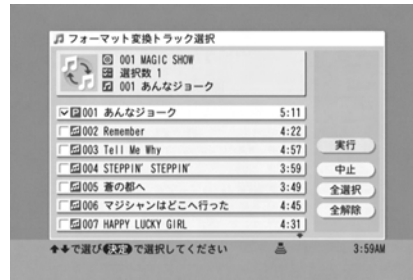 フォーマット変換トラック選択
001 MAGIC SHOW
選択数 1
001 あんなジョーク
001 あんなジョーク 5:11
002 Remember 4:22
003 Tell Me Why 4:57
004 STEPPIN' STEPPIN' 3:59
005 蒼の都へ 3:49
006 マジシャンはどこへ行った 4:45
007 HAPPY LUCKY GIRL 4:31
実行
中止
全選択
全解除
で選び決定で選択してください 3:59AM